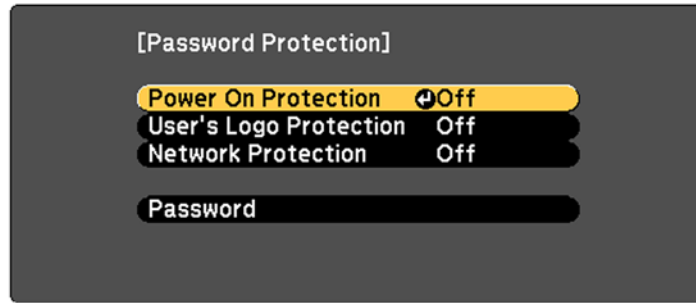 [Password Protection]
Power On Protection Off
User's Logo Protection Off
Network Protection Off
Password